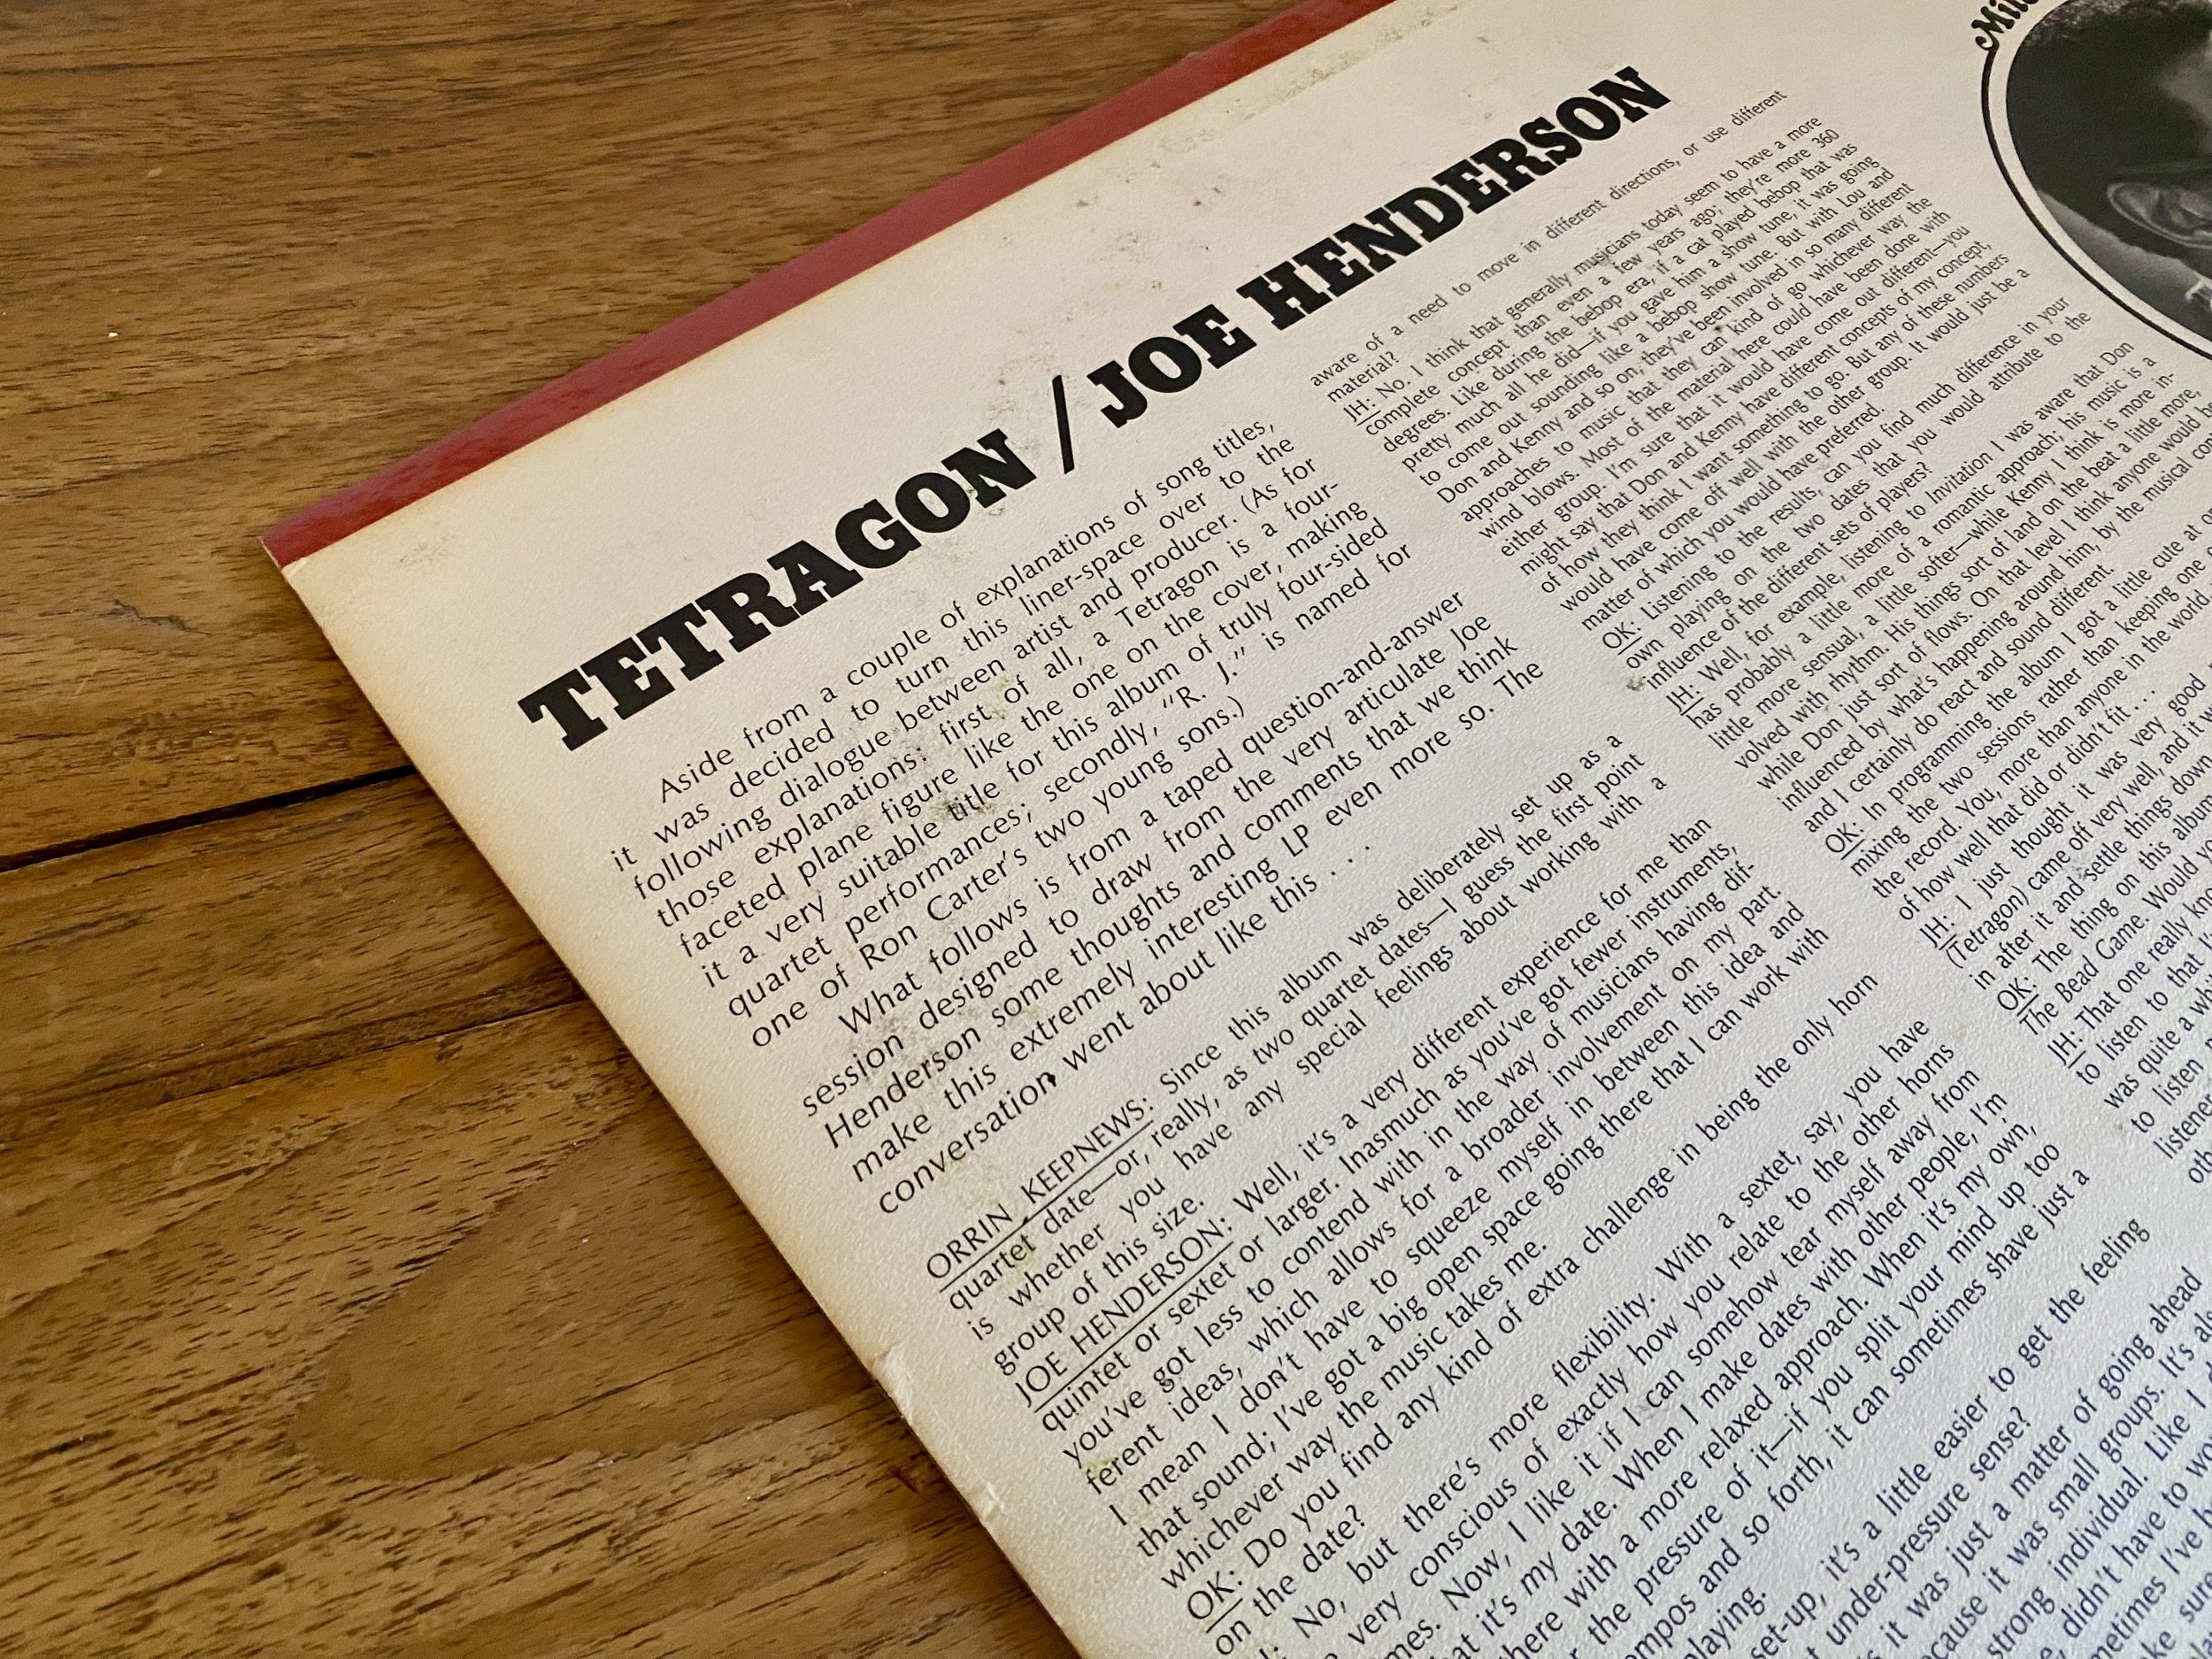 TETRAGON / JOE HENDERSON
Aside from a couple of explanations of song titles,
it was decided to turn this liner-space over to the
following dialogue between artist and producer. (As for
those explanations: first of all, a Tetragon is a four-
faceted plane figure like the one on the cover, making
it a very suitable title for this album of truly four-sided
quartet performances; secondly, "R. J." is named for
one of Ron Carter's two young sons.)
What follows is from a taped question-and-answer
session designed to draw from the very articulate Joe
Henderson some thoughts and comments that we think
make this extremely interesting LP even more so. The
conversation went about like this . . .
ORRIN KEEPNEWS: Since this album was deliberately set up as a
quartet date—or, really, as two quartet dates—I guess the first point
is whether you have any special feelings about working with a
group of this size.
JOE HENDERSON: Well, it's a very different experience for me than
quintet or sextet or larger. Inasmuch as you've got fewer instruments,
you've got less to contend with in the way of musicians having dif-
ferent ideas, which allows for a broader involvement on my part.
I mean I don't have to squeeze myself in between this idea and
that sound; I've got a big open space going there that I can work with
whichever way the music takes me.
OK: Do you find any kind of extra challenge in being the only horn
on the date?
No, but there's more flexibility. With a sextet, say, you have
very conscious of exactly how you relate to the other horns
Now, I like it if I can somehow tear myself away from
it's my date. When I make dates with other people, I'm
there with a more relaxed approach. When it's my own,
the pressure of it—if you split your mind up too
and so forth, it can sometimes have just a
playing.
set-up, it's a little easier to get the feeling
under-pressure sense?
it was just a matter of going ahead
it was small groups. It's
strong individual. Like I
didn't have to
I've
sure
aware of a need to move in different directions, or use different
material?
JH: No. I think that generally musicians today seem to have a more
complete concept than even a few years ago; they're more 360
degrees. Like during the bebop era, if a cat played bebop that was
pretty much all he did—if you gave him a show tune, it was going
to come out sounding like a bebop show tune. But with Lou and
Don and Kenny and so on, they've been involved in so many different
approaches to music that they can kind of go whichever way the
wind blows. Most of the material here could have been done with
either group. I'm sure that it would have come out different—you
might say that Don and Kenny have different concepts of my concept,
of how they think I want something to go. But any of these numbers
would have come off well with the other group. It would just be a
matter of which you would have preferred.
OK: Listening to the results, can you find much difference in your
own playing on the two dates that you would attribute to the
influence of the different sets of players?
JH: Well, for example, listening to Invitation I was aware that Don
has probably a little more of a romantic approach; his music is a
little more sensual, a little softer—while Kenny I think is more in-
volved with rhythm. His things sort of land on the beat a little more,
while Don just sort of flows. On that level I think anyone would be
influenced by what's happening around him, by the musical
and I certainly do react and sound different.
OK: In programming the album I got a little cute at
mixing the two sessions rather than keeping one
the record. You, more than anyone in the world,
of how well that did or didn't fit . . .
JH: I just thought it was very good
(Tetragon) came off very well, and it
in after it and settle things down
OK: The thing on this album
The Bead Game. Would
JH: That one really
to listen to that
was quite a
to listen
listener